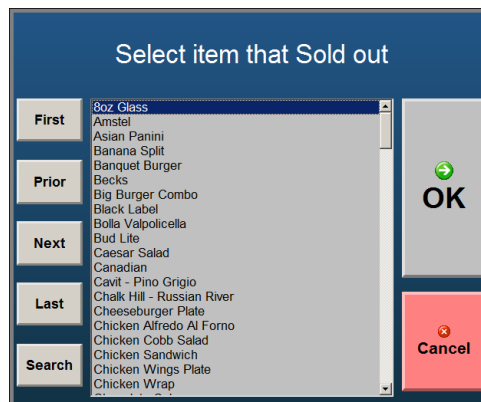 Select item that Sold out
First
Prior
Next
Last
Search
8oz Glass
Amstel
Asian Panini
Banana Split
Banquet Burger
Becks
Big Burger Combo
Black Label
Bolla Valpolicella
Bud Lite
Caesar Salad
Canadian
Cavit - Pino Grigio
Chalk Hill - Russian River
Cheeseburger Plate
Chicken Alfredo Al Forno
Chicken Cobb Salad
Chicken Sandwich
Chicken Wings Plate
Chicken Wrap
OK
Cancel